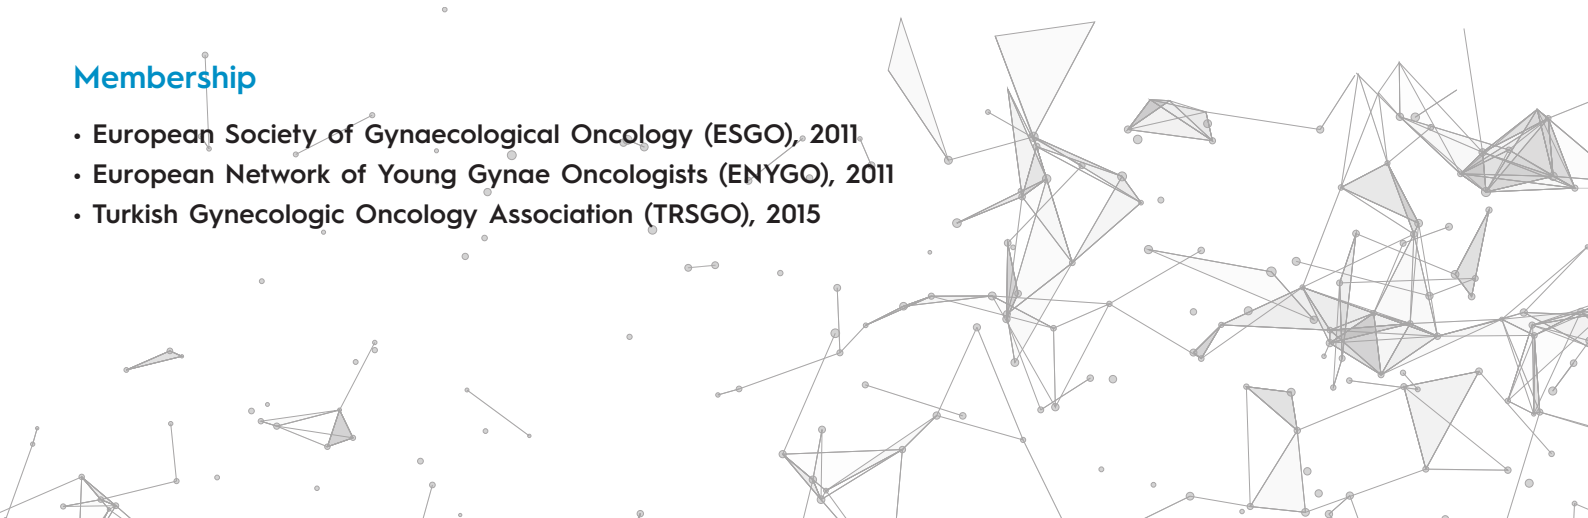 Membership
• European Society of Gynaecological Oncology (ESGO), 2011
• European Network of Young Gynae Oncologists (ENYGO), 2011
• Turkish Gynecologic Oncology Association (TRSGO), 2015